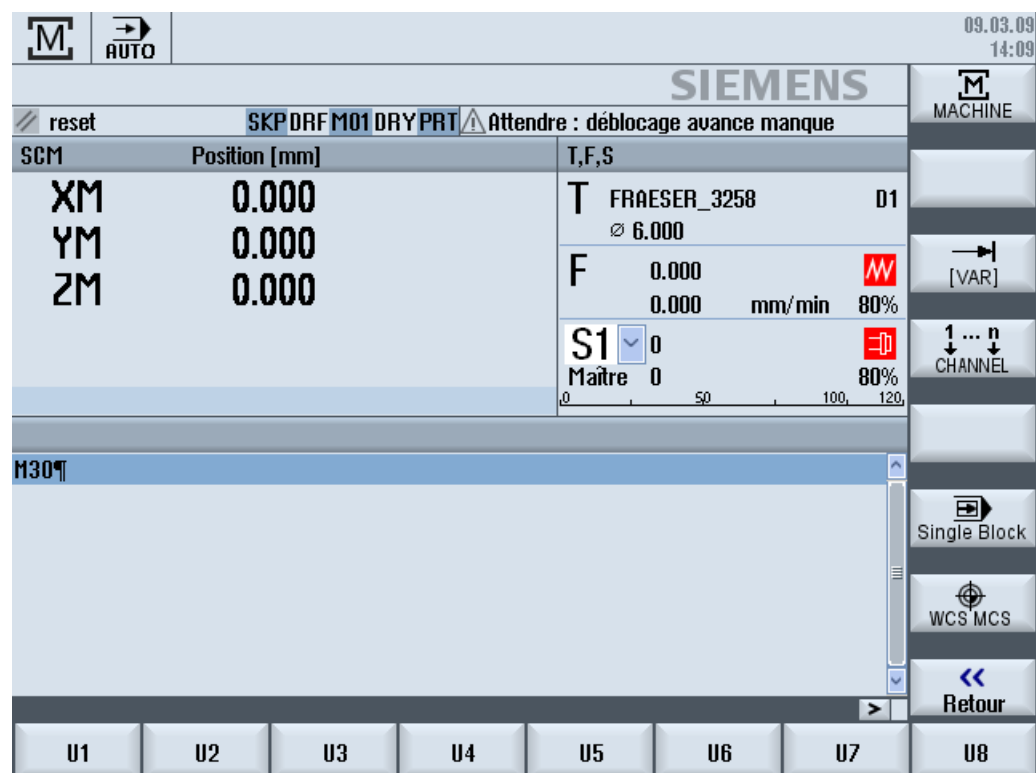 M AUTO 09.03.09
14:09
SIEMENS
reset SKP DRF M01 DRY PRT Attendre : déblocage avance manque
SCM Position [mm] T,F,S
XM 0.000
YM 0.000
ZM 0.000
T FRAESER_3258 D1
⌀ 6.000
F 0.000
0.000 mm/min 80%
S1 0
Maître 0 80%
0 50 100 120
M30¶
M
MACHINE
[VAR]
1 ... n
CHANNEL
Single Block
WCS MCS
<<
Retour
>
U1 U2 U3 U4 U5 U6 U7 U8